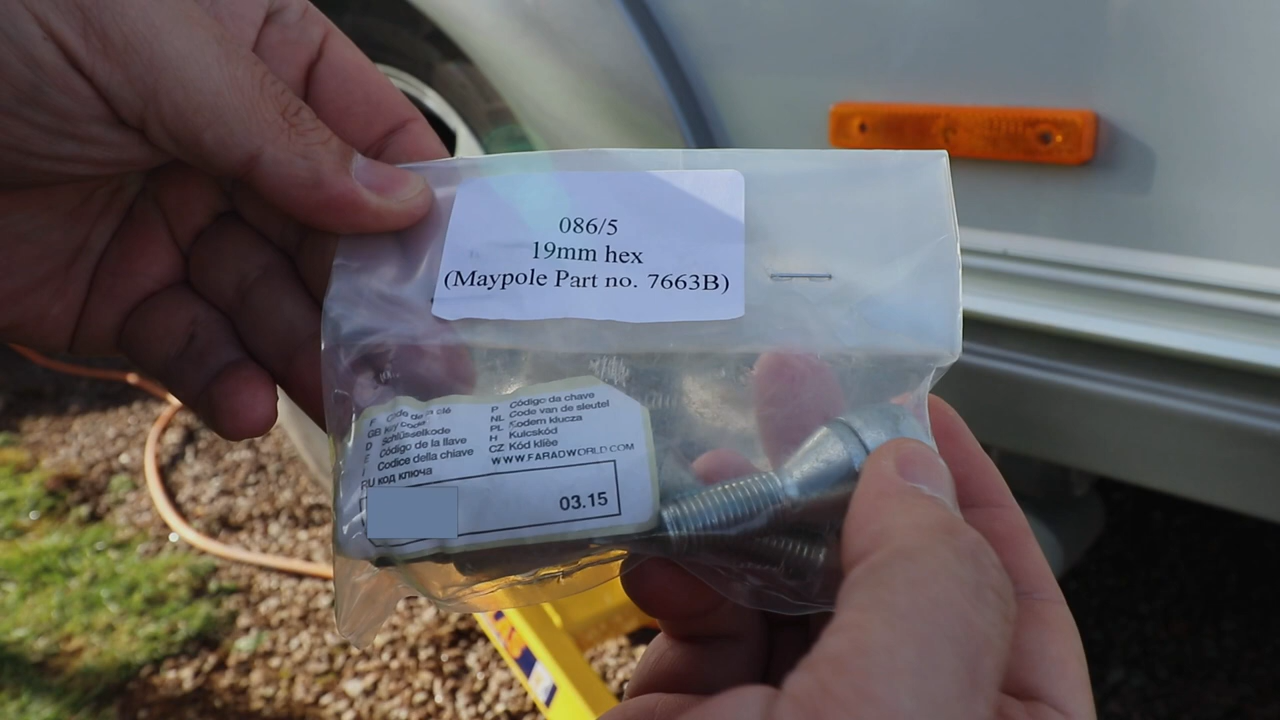 086/5
19mm hex
(Maypole Part no. 7663B)
F Code de la clé
GB Key Code
D Schlüsselkode
E Código de la llave
I Codice della chiave
RU код ключа
P Código da chave
NL Code van de sleutel
PL Kodem klucza
H Kulcskód
CZ Kód klíče
WWW.FARADWORLD.COM
03.15